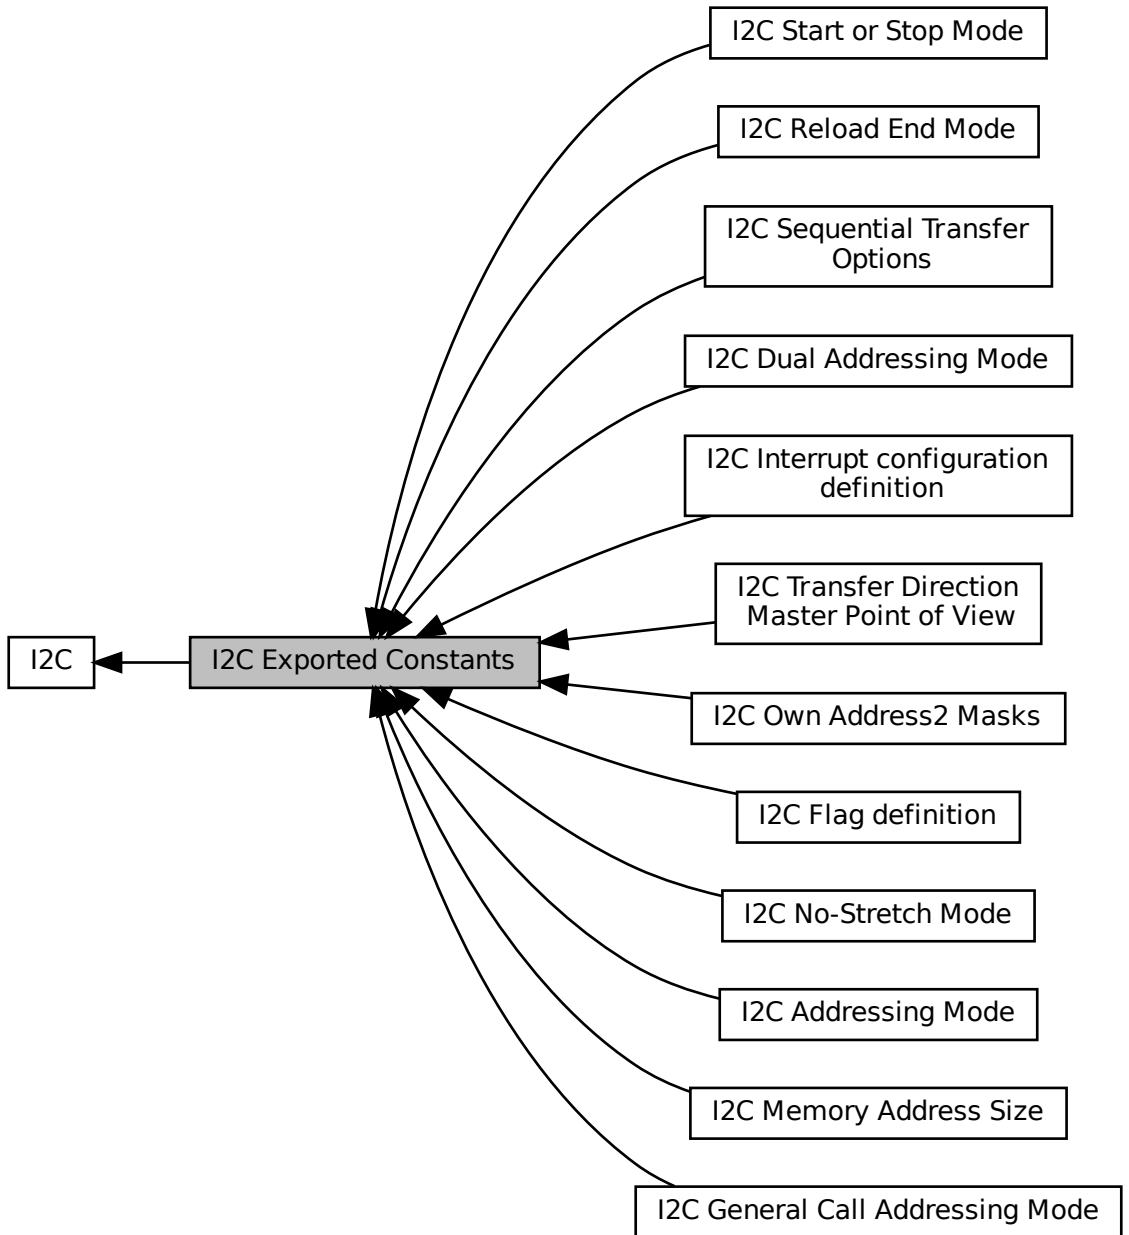 I2C Start or Stop Mode
I2C Reload End Mode
I2C Sequential Transfer
Options
I2C Dual Addressing Mode
I2C Interrupt configuration
definition
I2C Transfer Direction
Master Point of View
I2C
I2C Exported Constants
I2C Own Address2 Masks
I2C Flag definition
I2C No-Stretch Mode
I2C Addressing Mode
I2C Memory Address Size
I2C General Call Addressing Mode